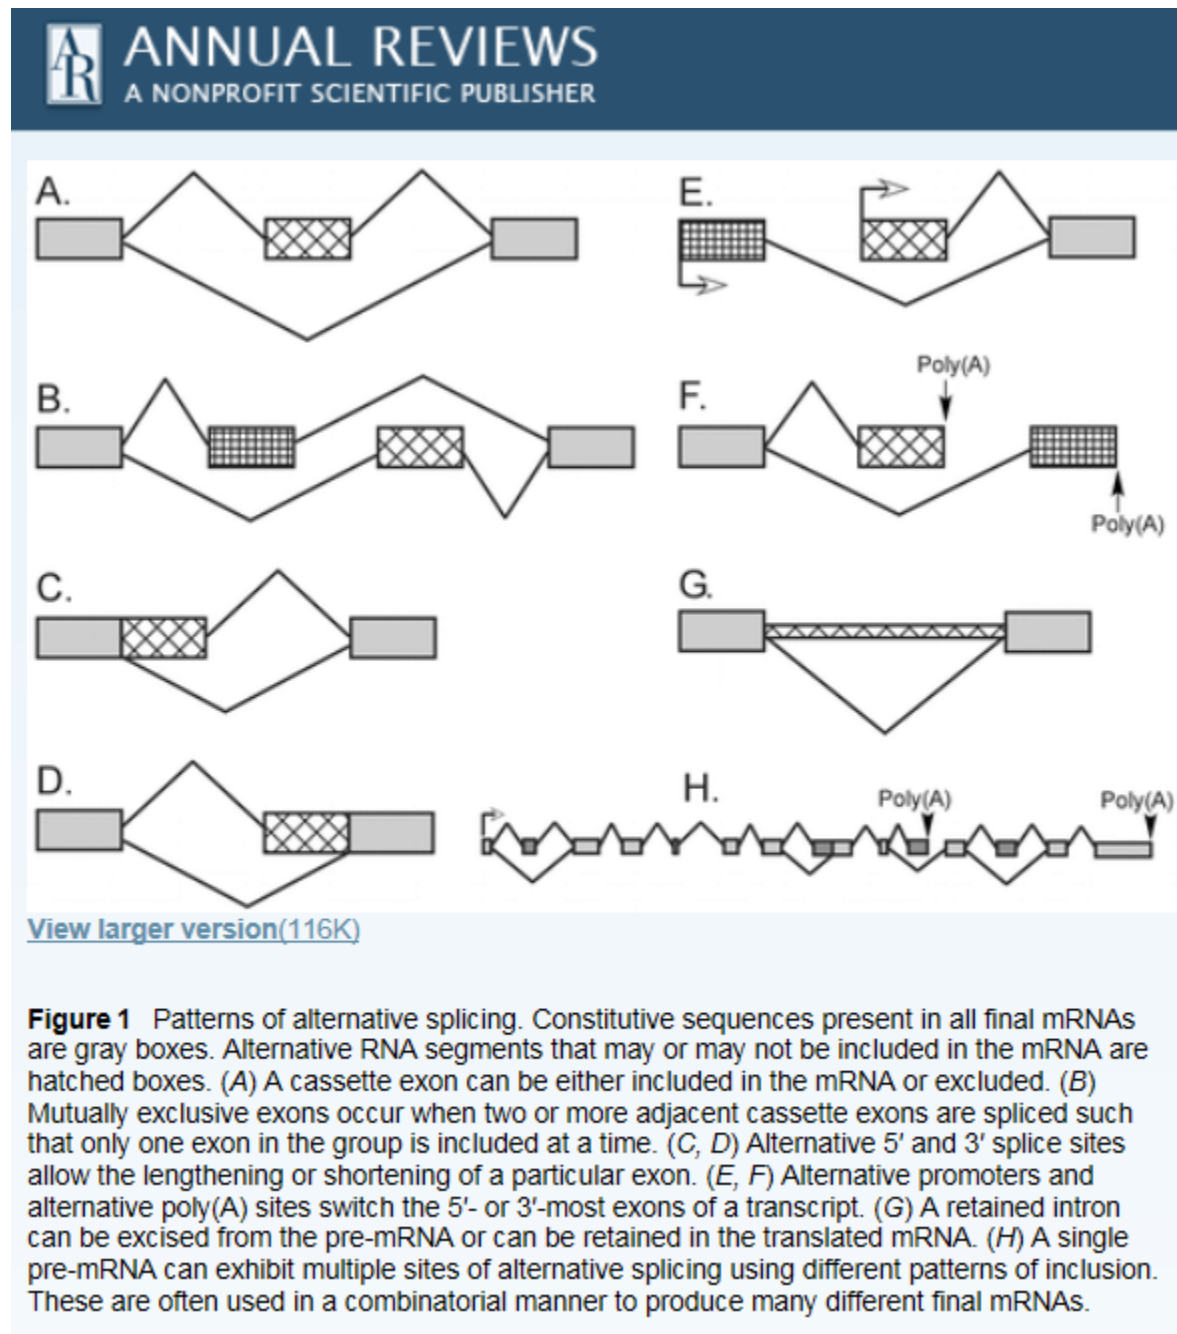 ANNUAL REVIEWS
A NONPROFIT SCIENTIFIC PUBLISHER
A.
E.
B.
F.
Poly(A)
Poly(A)
C.
G.
D.
H.
Poly(A)
Poly(A)
View larger version(116K)
Figure 1 Patterns of alternative splicing. Constitutive sequences present in all final mRNAs
are gray boxes. Alternative RNA segments that may or may not be included in the mRNA are
hatched boxes. (A) A cassette exon can be either included in the mRNA or excluded. (B)
Mutually exclusive exons occur when two or more adjacent cassette exons are spliced such
that only one exon in the group is included at a time. (C, D) Alternative 5′ and 3′ splice sites
allow the lengthening or shortening of a particular exon. (E, F) Alternative promoters and
alternative poly(A) sites switch the 5′- or 3′-most exons of a transcript. (G) A retained intron
can be excised from the pre-mRNA or can be retained in the translated mRNA. (H) A single
pre-mRNA can exhibit multiple sites of alternative splicing using different patterns of inclusion.
These are often used in a combinatorial manner to produce many different final mRNAs.